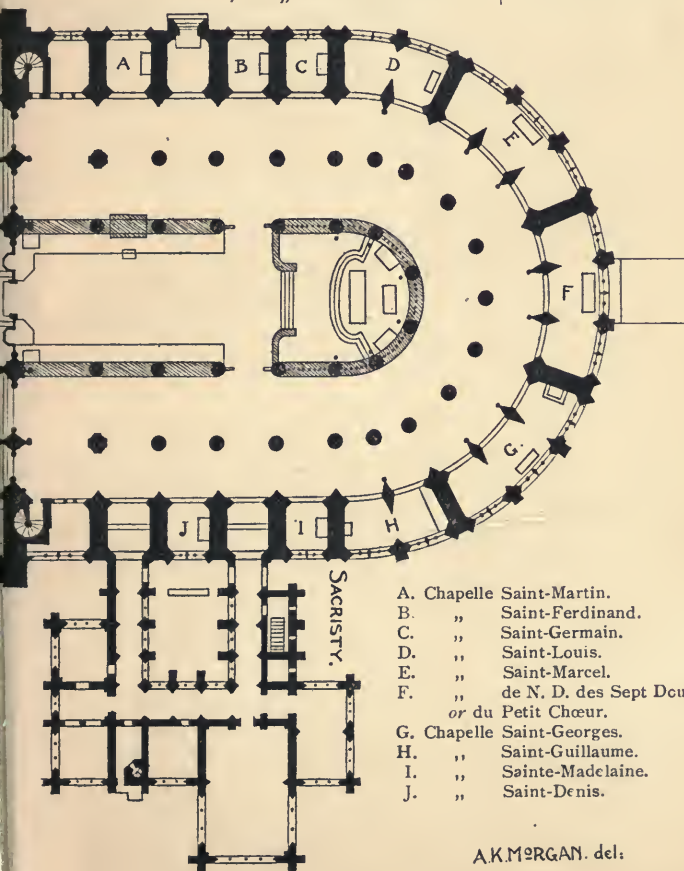 A
B
C
D
E
F
G
H
I
J
SACRISTY.
A. Chapelle Saint-Martin.
B. „ Saint-Ferdinand.
C. „ Saint-Germain.
D. „ Saint-Louis.
E. „ Saint-Marcel.
F. „ de N. D. des Sept Dou
or du Petit Chœur.
G. Chapelle Saint-Georges.
H. „ Saint-Guillaume.
I. „ Sainte-Madelaine.
J. „ Saint-Denis.
A.K.MORGAN. del: